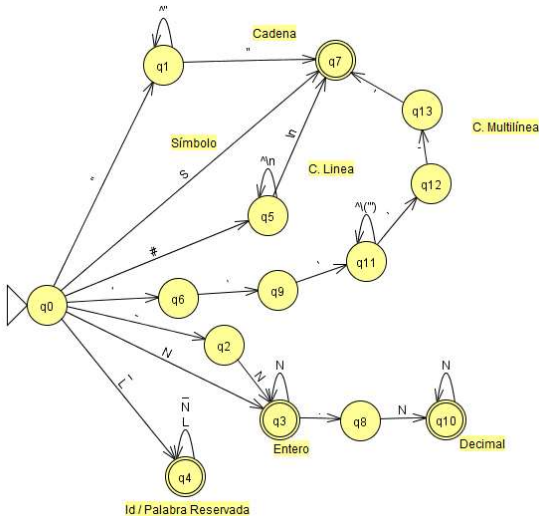 ^"
Cadena
"
q1
q7
q13
'
C. Multilínea
Símbolo
\n
^\n
C. Linea
'
"
S
q12
q5
^\(''')
'
#
q11
q0
'
q6
'
q9
'
-
q2
N
N
N
N
L
_
N
L
q3
.
q8
N
q10
Entero
Decimal
q4
Id / Palabra Reservada